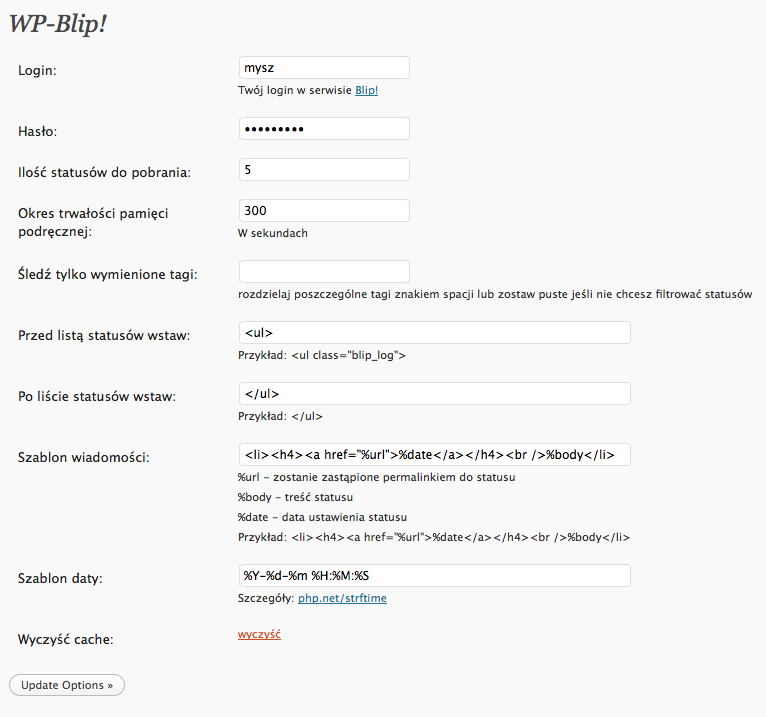 WP-Blip!
Login:
mysz
Twój login w serwisie Blip!
Hasło:
•••••••••
Ilość statusów do pobrania:
5
Okres trwałości pamięci
podręcznej:
300
W sekundach
Śledź tylko wymienione tagi:
rozdzielaj poszczególne tagi znakiem spacji lub zostaw puste jeśli nie chcesz filtrować statusów
Przed listą statusów wstaw:
<ul>
Przykład: <ul class="blip_log">
Po liście statusów wstaw:
</ul>
Przykład: </ul>
Szablon wiadomości:
<li><h4><a href="%url">%date</a></h4><br />%body</li>
%url - zostanie zastąpione permalinkiem do statusu
%body - treść statusu
%date - data ustawienia statusu
Przykład: <li><h4><a href="%url">%date</a></h4><br />%body</li>
Szablon daty:
%Y-%d-%m %H:%M:%S
Szczegóły: php.net/strftime
Wyczyść cache:
wyczyść
Update Options »